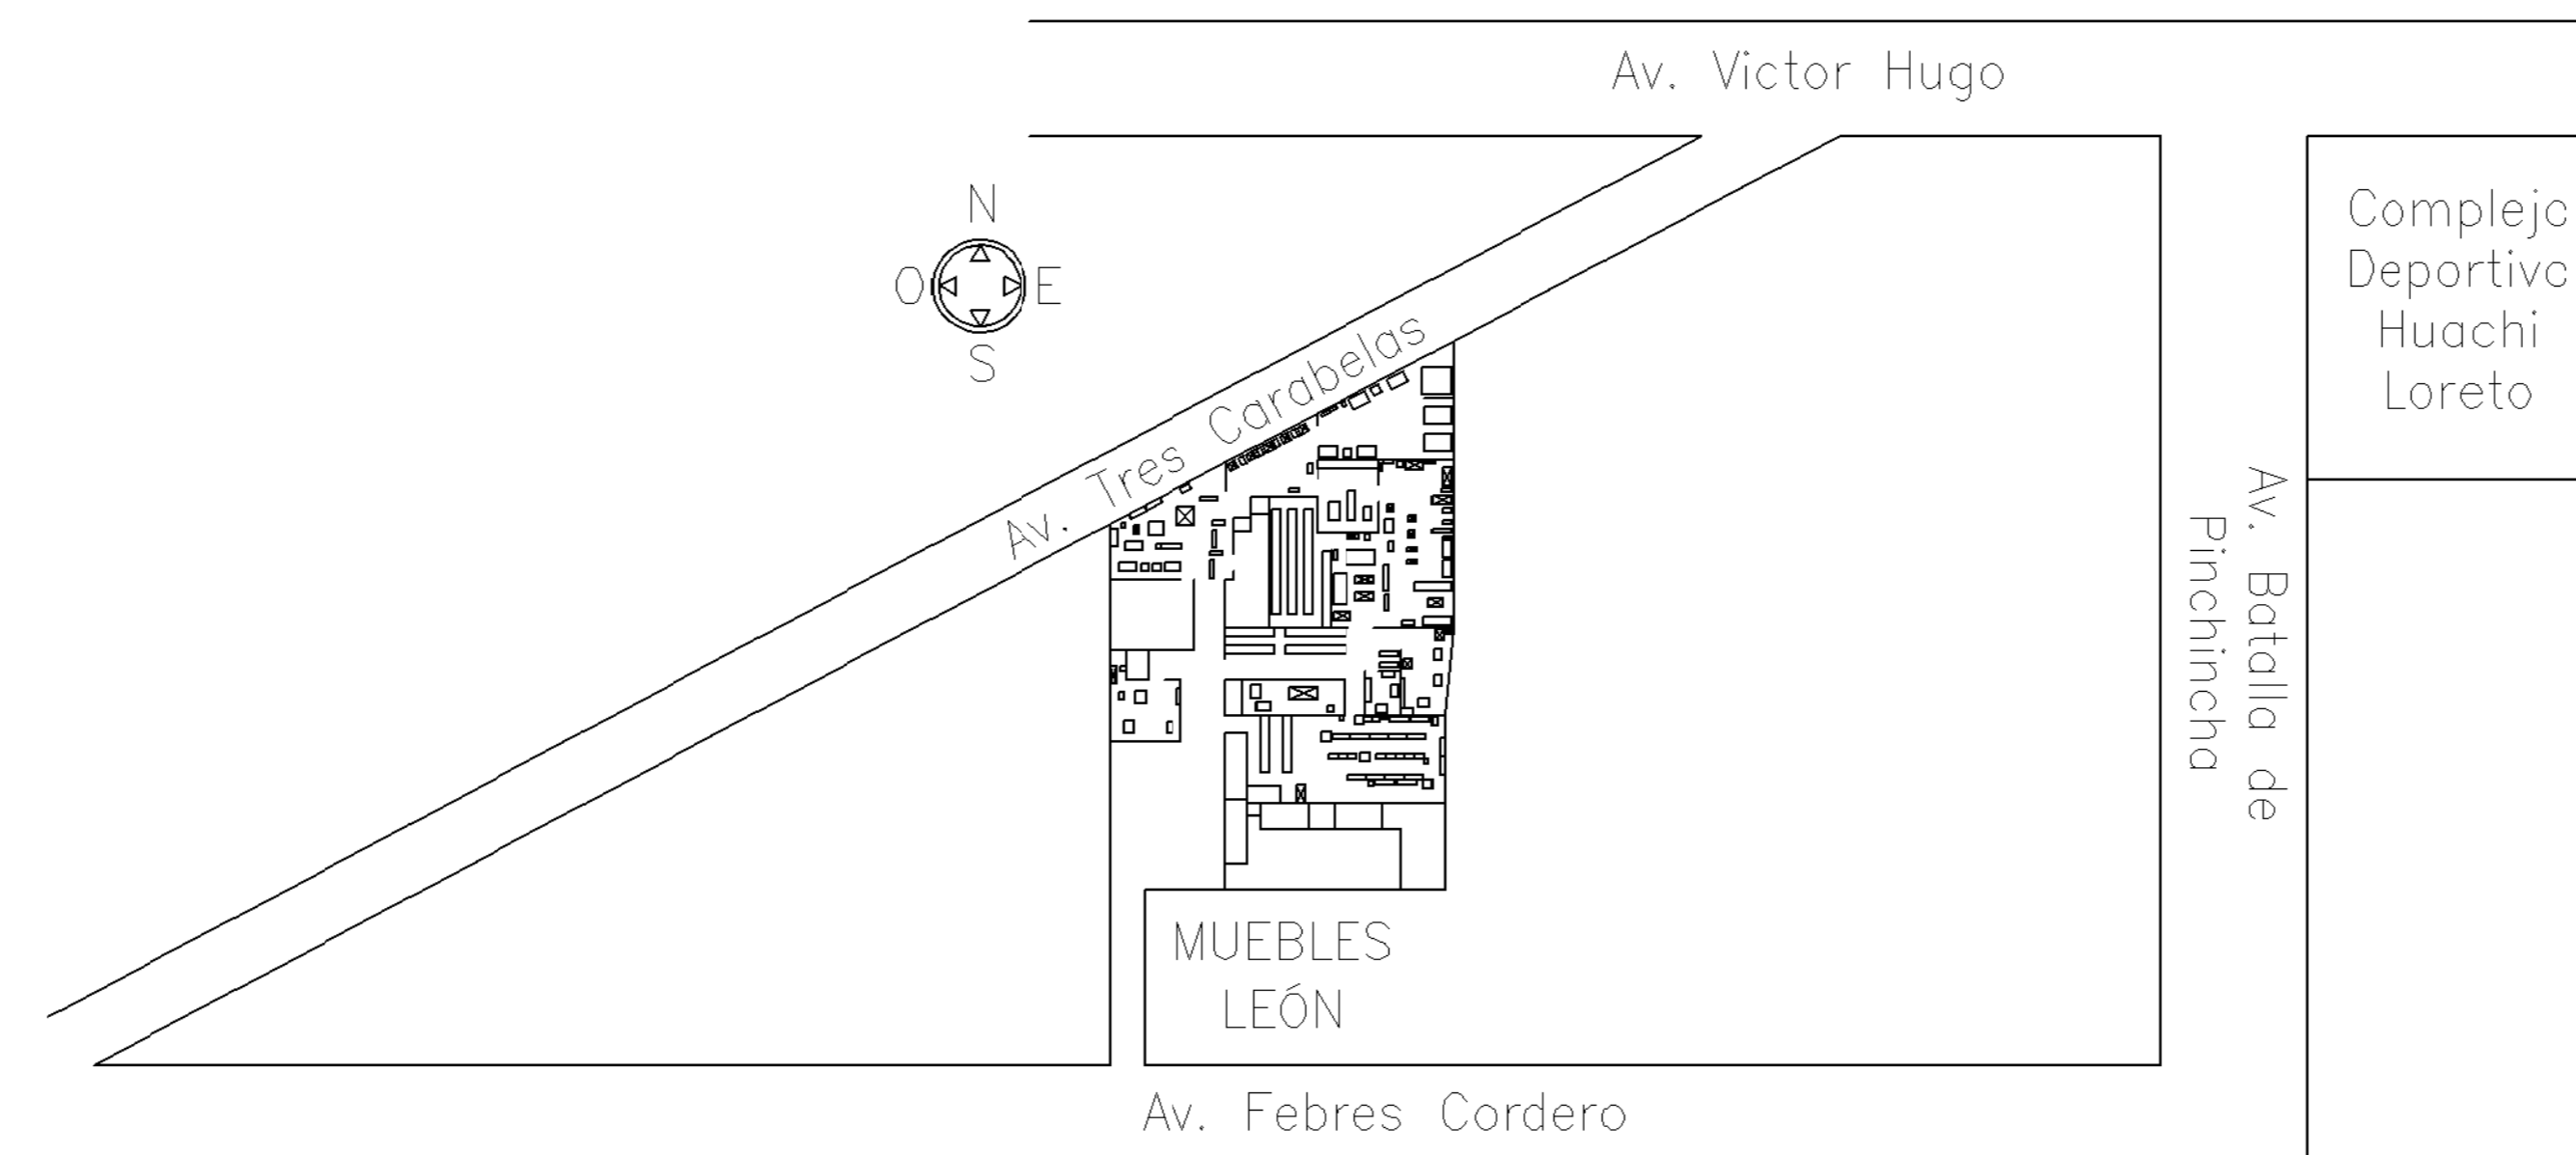 Av. Victor Hugo
N
O E
S
Complejo
Deportivo
Huachi
Loreto
Av. Tres Carabelas
Av. Batalla de
Pinchincha
MUEBLES
LEÓN
Av. Febres Cordero